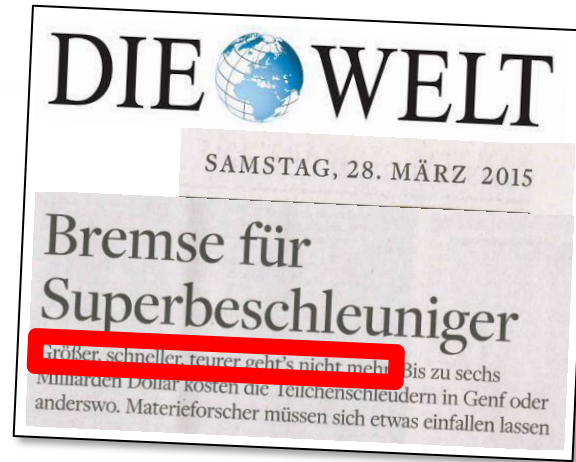 DIE WELT
SAMSTAG, 28. MÄRZ 2015
Bremse für
Superbeschleuniger
Größer, schneller, teurer geht's nicht mehr. Bis zu sechs
Milliarden Dollar kosten die Teilchenschleudern in Genf oder
anderswo. Materieforscher müssen sich etwas einfallen lassen